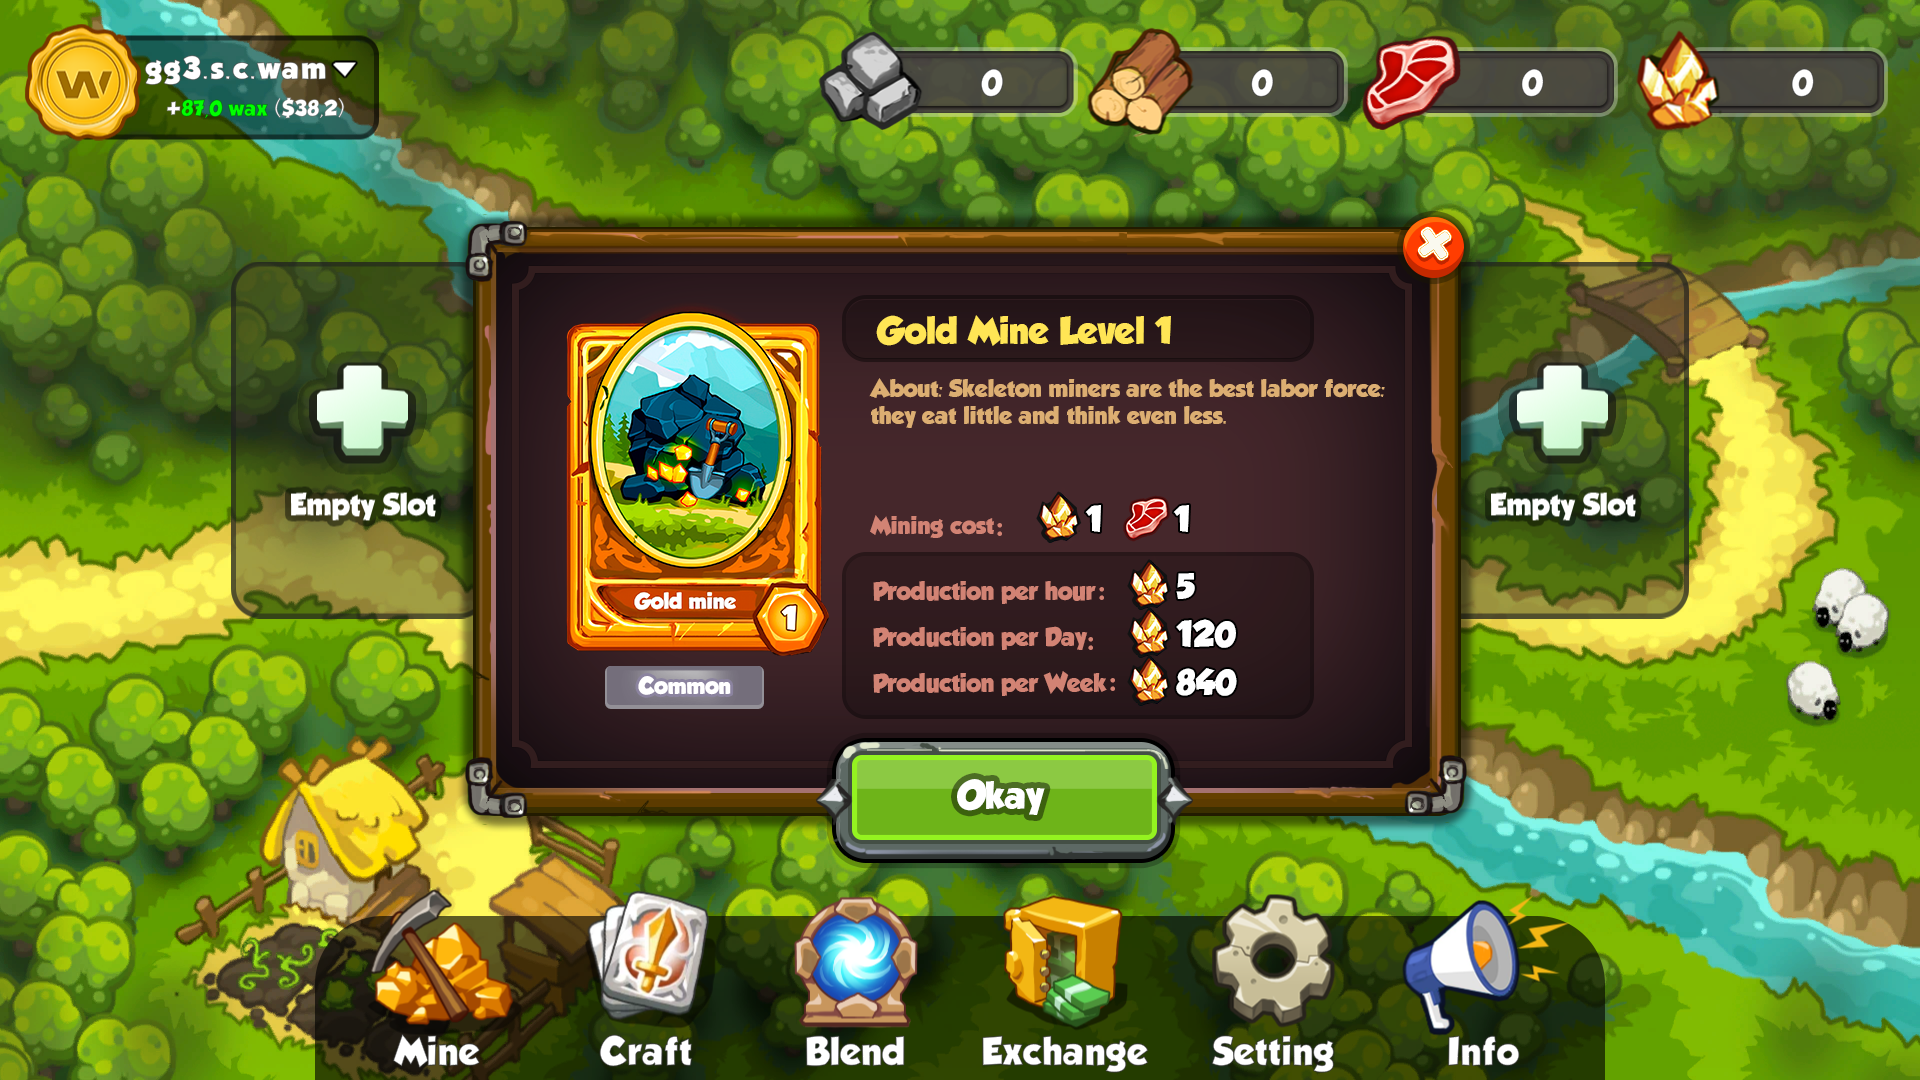 W
gg3.s.c.wam
+87,0 wax ($38,2)
0
0
0
0
Gold Mine Level 1
About: Skeleton miners are the best labor force:
they eat little and think even less.
Mining cost: 1 1
Production per hour: 5
Production per Day: 120
Production per Week: 840
Gold mine
1
Common
Empty Slot
Empty Slot
Okay
Mine
Craft
Blend
Exchange
Setting
Info